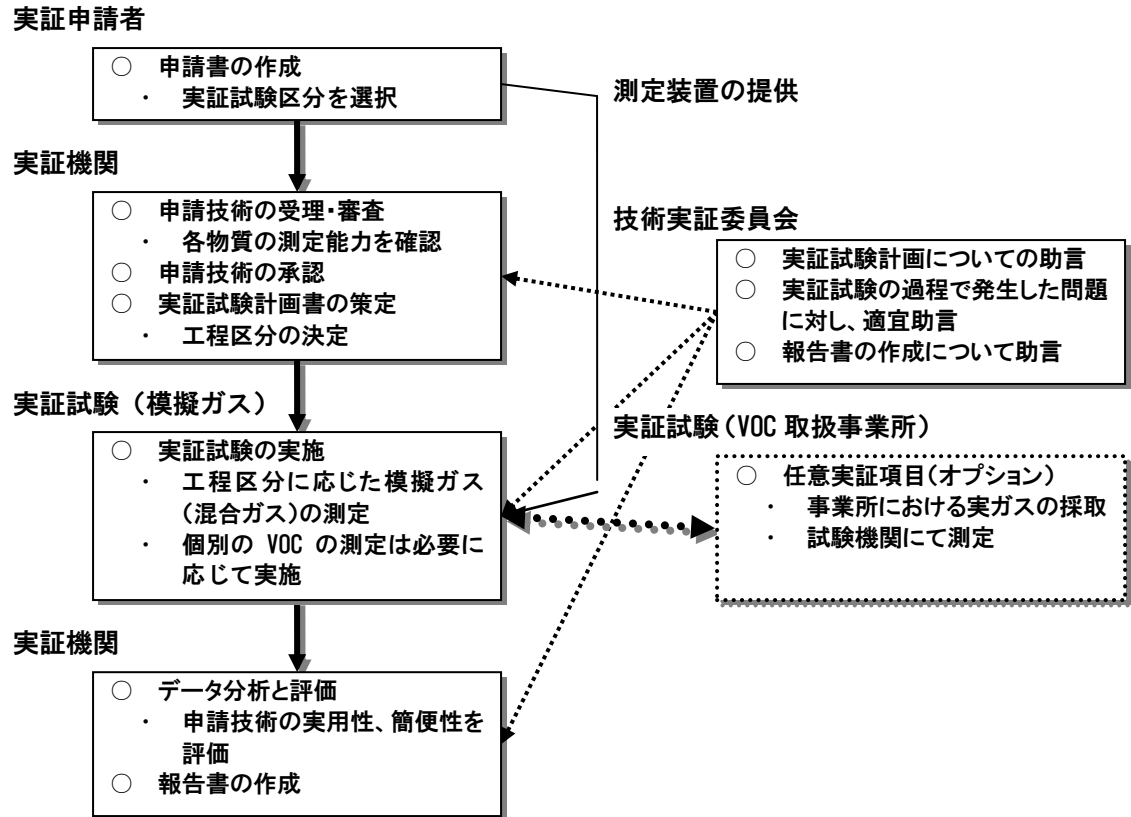 実証申請者
○ 申請書の作成
・ 実証試験区分を選択
測定装置の提供
実証機関
○ 申請技術の受理・審査
・ 各物質の測定能力を確認
○ 申請技術の承認
○ 実証試験計画書の策定
・ 工程区分の決定
技術実証委員会
○ 実証試験計画についての助言
○ 実証試験の過程で発生した問題
に対し、適宜助言
○ 報告書の作成について助言
実証試験（模擬ガス）
○ 実証試験の実施
・ 工程区分に応じた模擬ガス
（混合ガス）の測定
・ 個別の VOC の測定は必要に
応じて実施
実証試験（VOC 取扱事業所）
○ 任意実証項目（オプション）
・ 事業所における実ガスの採取
・ 試験機関にて測定
実証機関
○ データ分析と評価
・ 申請技術の実用性、簡便性を
評価
○ 報告書の作成